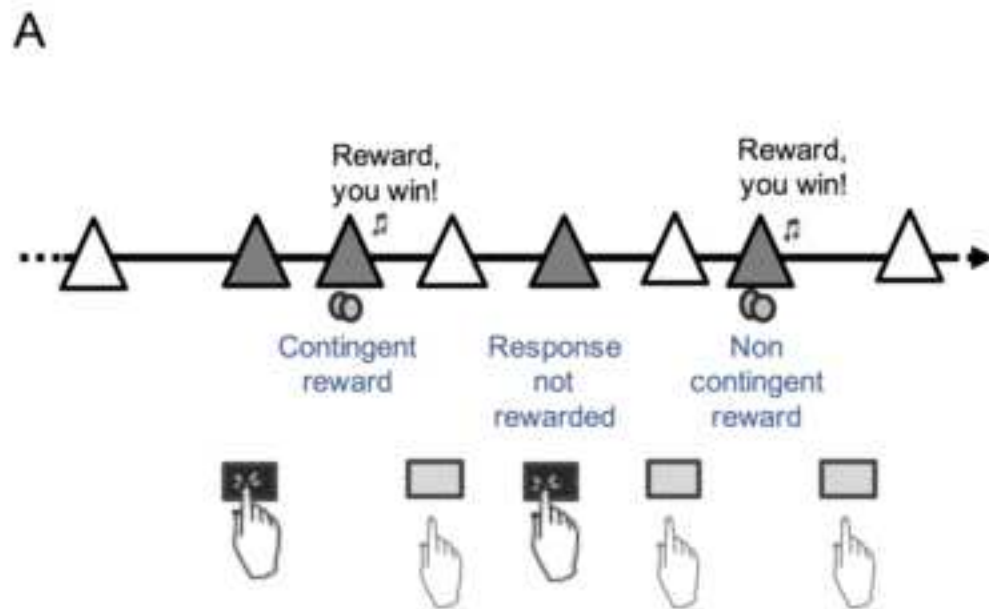 A
Reward,
you win!
Reward,
you win!
Contingent
reward
Response
not
rewarded
Non
contingent
reward